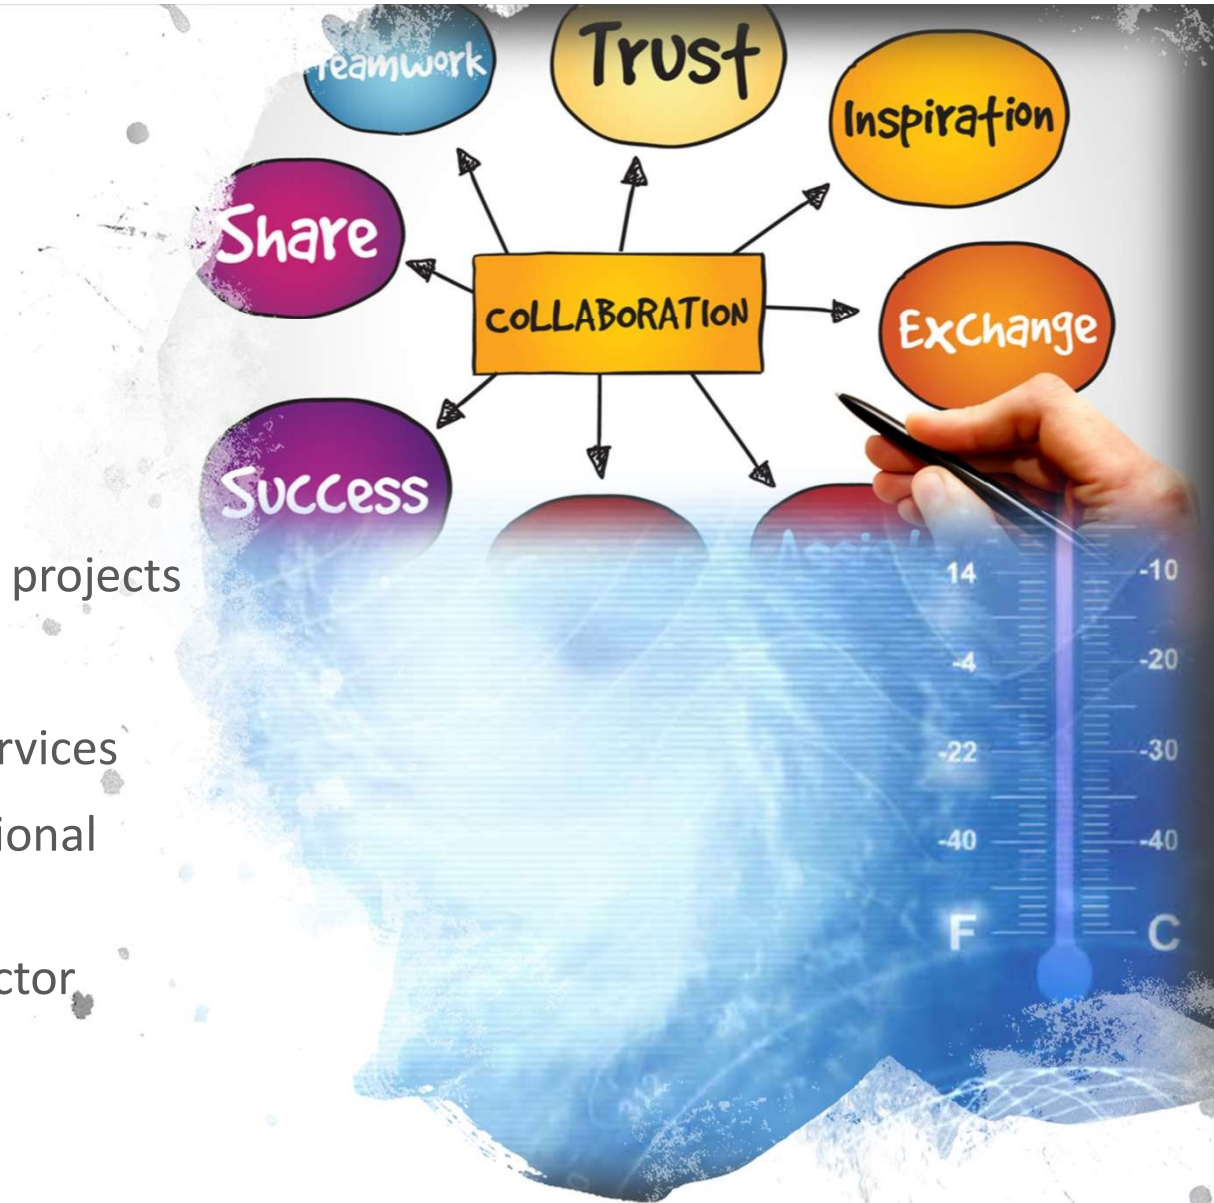 Teamwork
Trust
Inspiration
Share
COLLABORATION
Exchange
Success
Assist
projects
rvices
ional
ctor
14 -10
-4 -20
-22 -30
-40 -40
F C